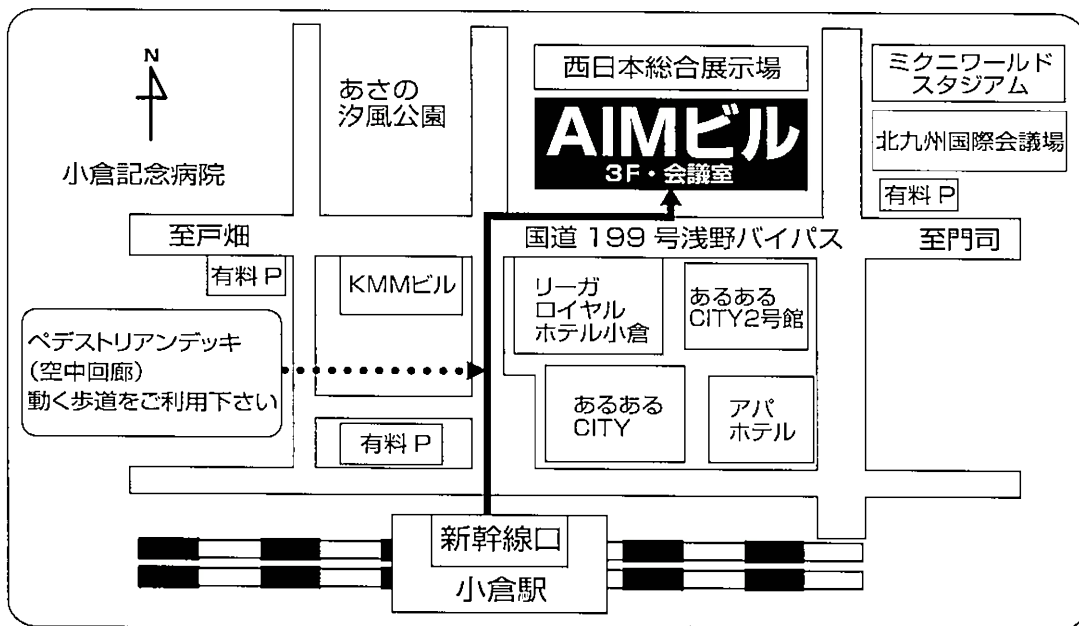 N
西日本総合展示場
ミクニワールド
スタジアム
あさの
汐風公園
AIMビル
3F・会議室
北九州国際会議場
小倉記念病院
有料 P
至戸畑
国道 199 号浅野バイパス
至門司
有料 P
KMMビル
リーガ
ロイヤル
ホテル小倉
あるある
CITY2号館
ペデストリアンデッキ
(空中回廊)
動く歩道をご利用下さい
あるある
CITY
アパ
ホテル
有料 P
新幹線口
小倉駅